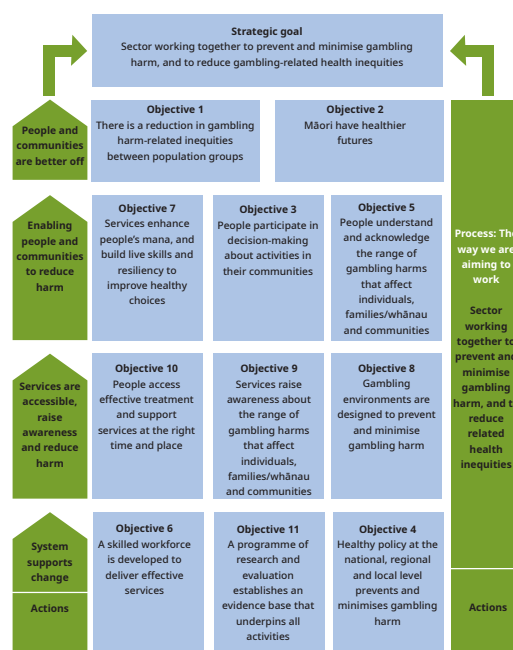 Strategic goal
Sector working together to prevent and minimise gambling
harm, and to reduce gambling-related health inequities
People and
communities
are better off
Objective 1
There is a reduction in gambling
harm-related inequities
between population groups
Objective 2
Māori have healthier
futures
Enabling
people and
communities
to reduce
harm
Objective 7
Services enhance
people’s mana, and
build live skills and
resiliency to
improve healthy
choices
Objective 3
People participate in
decision-making
about activities in
their communities
Objective 5
People understand
and acknowledge
the range of
gambling harms
that affect
individuals,
families/whānau
and communities
Services are
accessible,
raise
awareness
and reduce
harm
Objective 10
People access
effective treatment
and support
services at the right
time and place
Objective 9
Services raise
awareness about
the range of
gambling harms
that affect
individuals,
families/whānau
and communities
Objective 8
Gambling
environments are
designed to prevent
and minimise
gambling harm
System
supports
change
Actions
Objective 6
A skilled workforce
is developed to
deliver effective
services
Objective 11
A programme of
research and
evaluation
establishes an
evidence base that
underpins all
activities
Objective 4
Healthy policy at the
national, regional
and local level
prevents and
minimises gambling
harm
Process:
way we are
aiming to
work
Sector
working
together
prevent
minimise
gambling
harm, and
reduce
related
health
inequities
Actions